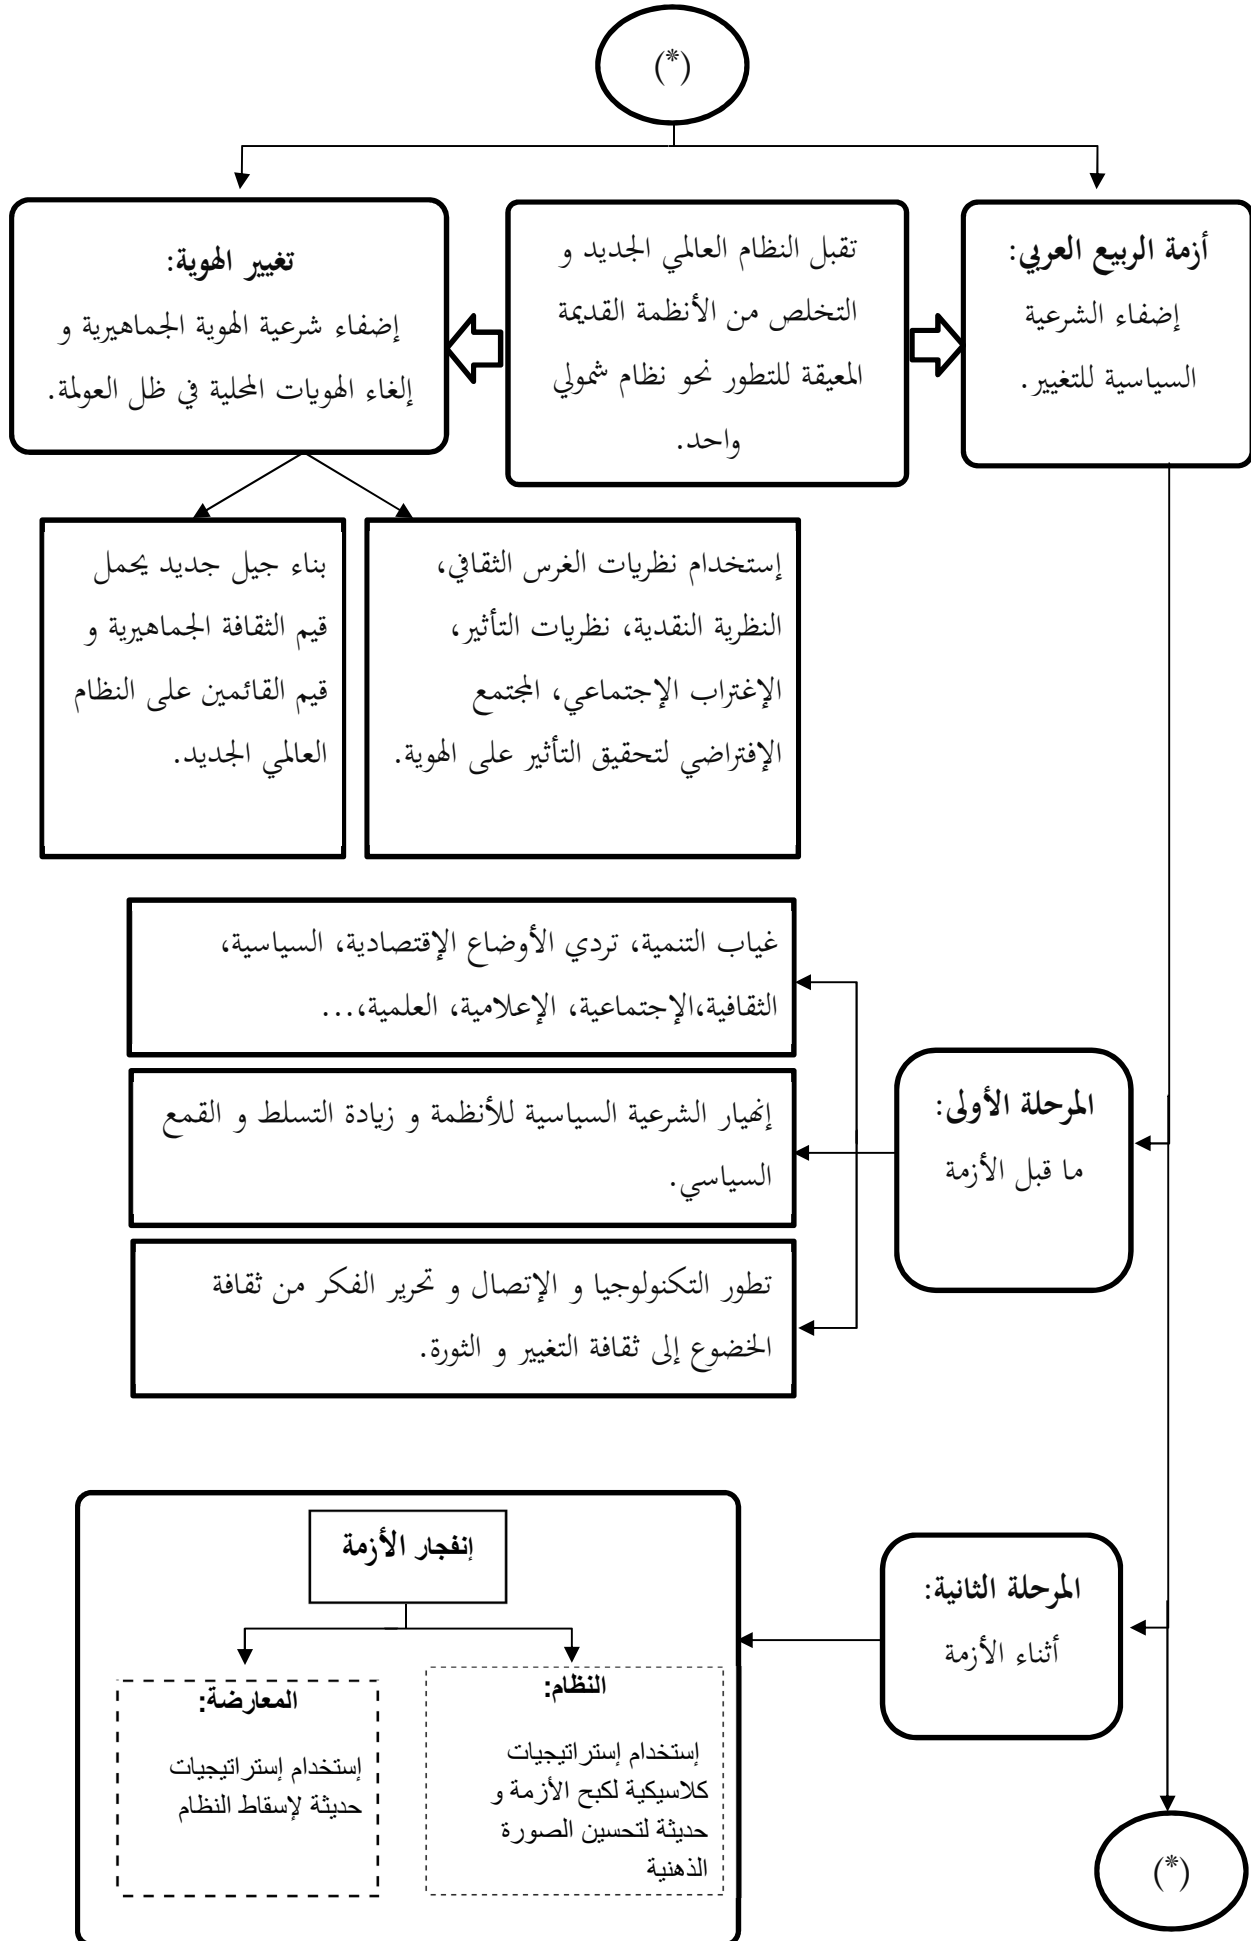 (*)
أزمة الربيع العربي:
إضفاء الشرعية
السياسية للتغيير.
تقبل النظام العالمي الجديد و
التخلص من الأنظمة القديمة
المعيقة للتطور نحو نظام شمولي
واحد.
تغيير الهوية:
إضفاء شرعية الهوية الجماهيرية و
إلغاء الهويات المحلية في ظل العولمة.
إستخدام نظريات الغرس الثقافي،
النظرية النقدية، نظريات التأثير،
الإغتراب الإجتماعي، المجتمع
الإفتراضي لتحقيق التأثير على الهوية.
بناء جيل جديد يحمل
قيم الثقافة الجماهيرية و
قيم القائمين على النظام
العالمي الجديد.
المرحلة الأولى:
ما قبل الأزمة
غياب التنمية، تردي الأوضاع الإقتصادية، السياسية،
الثقافية،الإجتماعية، الإعلامية، العلمية،...
إنهيار الشرعية السياسية للأنظمة و زيادة التسلط و القمع
السياسي.
تطور التكنولوجيا و الإتصال و تحرير الفكر من ثقافة
الخضوع إلى ثقافة التغيير و الثورة.
المرحلة الثانية:
أثناء الأزمة
إنفجار الأزمة
النظام:
إستخدام إستراتيجيات
كلاسيكية لكبح الأزمة و
حديثة لتحسين الصورة
الذهنية
المعارضة:
إستخدام إستراتيجيات
حديثة لإسقاط النظام
(*)